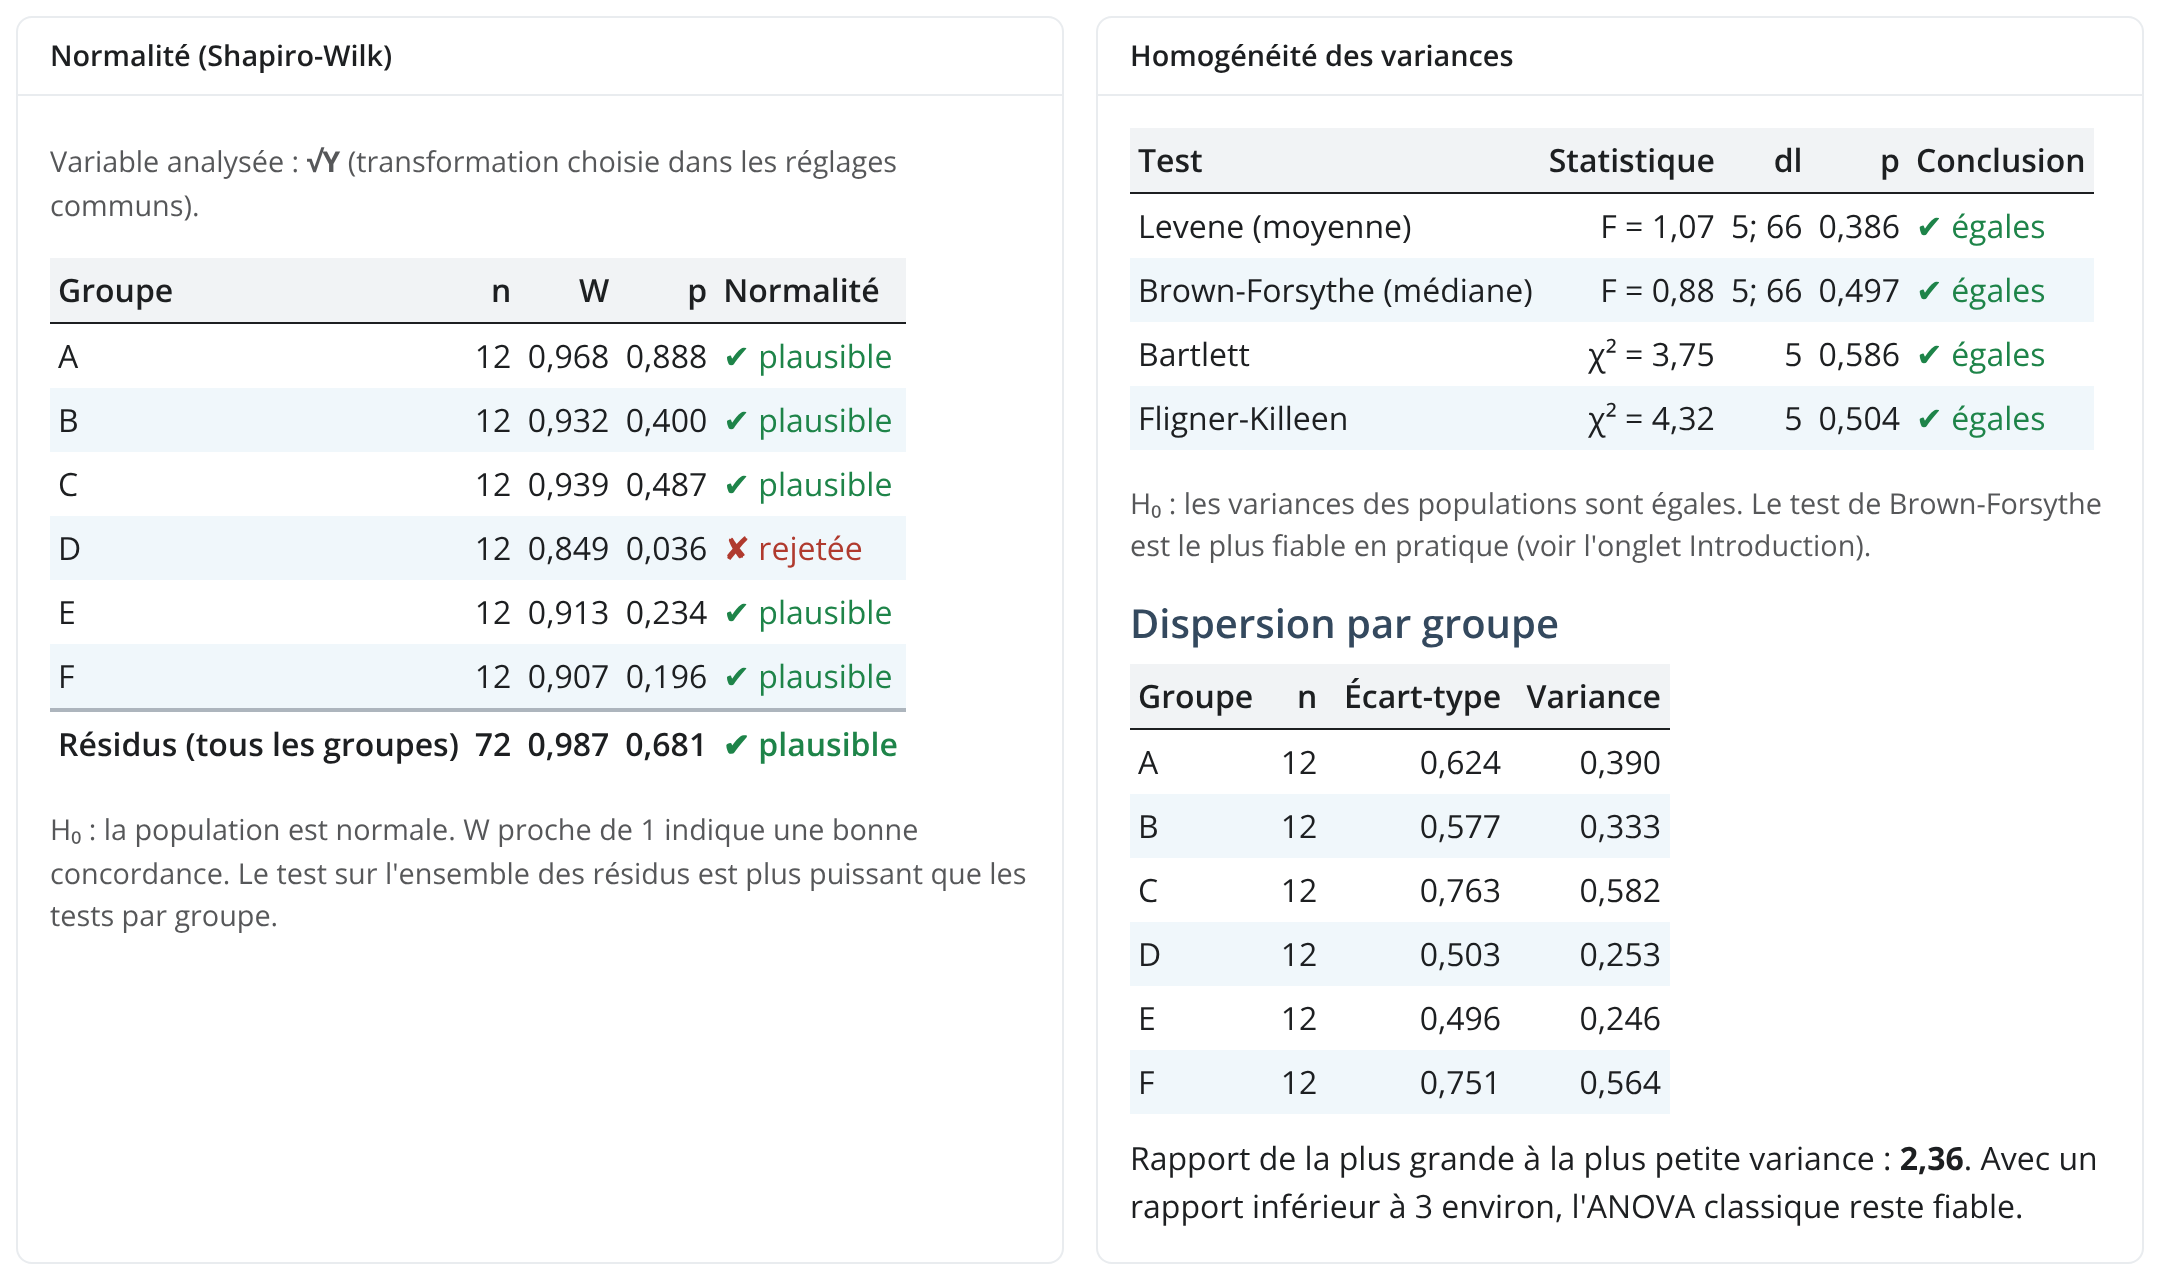 Normalité (Shapiro-Wilk)
Variable analysée : √Y (transformation choisie dans les réglages
communs).
Groupe n W p Normalité
A 12 0,968 0,888 ✔ plausible
B 12 0,932 0,400 ✔ plausible
C 12 0,939 0,487 ✔ plausible
D 12 0,849 0,036 ✘ rejetée
E 12 0,913 0,234 ✔ plausible
F 12 0,907 0,196 ✔ plausible
Résidus (tous les groupes) 72 0,987 0,681 ✔ plausible
H₀ : la population est normale. W proche de 1 indique une bonne
concordance. Le test sur l'ensemble des résidus est plus puissant que les
tests par groupe.
Homogénéité des variances
Test Statistique dl p Conclusion
Levene (moyenne) F = 1,07 5; 66 0,386 ✔ égales
Brown-Forsythe (médiane) F = 0,88 5; 66 0,497 ✔ égales
Bartlett χ² = 3,75 5 0,586 ✔ égales
Fligner-Killeen χ² = 4,32 5 0,504 ✔ égales
H₀ : les variances des populations sont égales. Le test de Brown-Forsythe
est le plus fiable en pratique (voir l'onglet Introduction).
Dispersion par groupe
Groupe n Écart-type Variance
A 12 0,624 0,390
B 12 0,577 0,333
C 12 0,763 0,582
D 12 0,503 0,253
E 12 0,496 0,246
F 12 0,751 0,564
Rapport de la plus grande à la plus petite variance : 2,36. Avec un
rapport inférieur à 3 environ, l'ANOVA classique reste fiable.